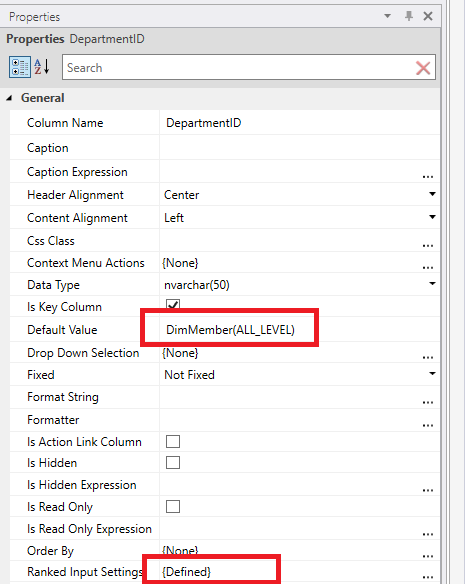 Properties
Properties DepartmentID
Search
General
Column Name DepartmentID
Caption
Caption Expression ...
Header Alignment Center
Content Alignment Left
Css Class ...
Context Menu Actions {None} ...
Data Type nvarchar(50)
Is Key Column
Default Value DimMember(ALL_LEVEL)
Drop Down Selection {None} ...
Fixed Not Fixed
Format String ...
Formatter ...
Is Action Link Column
Is Hidden
Is Hidden Expression ...
Is Read Only
Is Read Only Expression ...
Order By {None} ...
Ranked Input Settings {Defined} ...